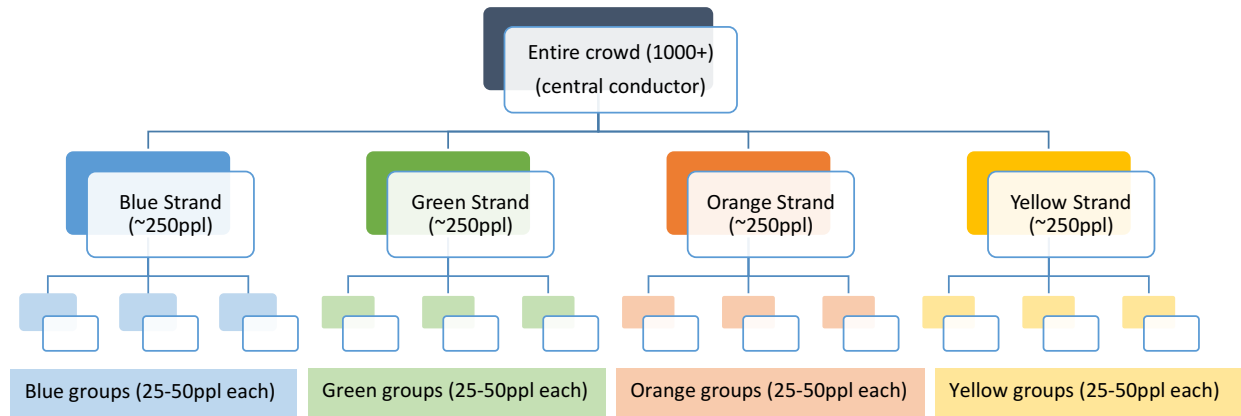 Entire crowd (1000+)
(central conductor)
Blue Strand
(~250ppl)
Green Strand
(~250ppl)
Orange Strand
(~250ppl)
Yellow Strand
(~250ppl)
Blue groups (25-50ppl each)
Green groups (25-50ppl each)
Orange groups (25-50ppl each)
Yellow groups (25-50ppl each)